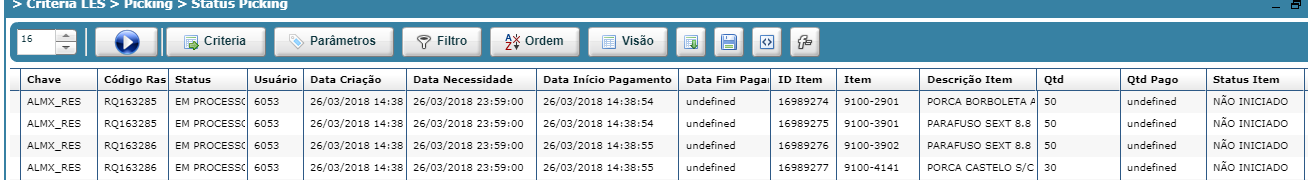 > Criteria LES > Picking > Status Picking
16 Criteria Parâmetros Filtro Ordem Visão
Chave Código Ras Status Usuário Data Criação Data Necessidade Data Início Pagamento Data Fim Pagar ID Item Item Descrição Item Qtd Qtd Pago Status Item
ALMX_RES RQ163285 EM PROCESSO 6053 26/03/2018 14:38 26/03/2018 23:59:00 26/03/2018 14:38:54 undefined 16989274 9100-2901 PORCA BORBOLETA A 50 undefined NÃO INICIADO
ALMX_RES RQ163285 EM PROCESSO 6053 26/03/2018 14:38 26/03/2018 23:59:00 26/03/2018 14:38:54 undefined 16989275 9100-3901 PARAFUSO SEXT 8.8 50 undefined NÃO INICIADO
ALMX_RES RQ163286 EM PROCESSO 6053 26/03/2018 14:38 26/03/2018 23:59:00 26/03/2018 14:38:55 undefined 16989276 9100-3902 PARAFUSO SEXT 8.8 50 undefined NÃO INICIADO
ALMX_RES RQ163286 EM PROCESSO 6053 26/03/2018 14:38 26/03/2018 23:59:00 26/03/2018 14:38:55 undefined 16989277 9100-4141 PORCA CASTELO S/C 30 undefined NÃO INICIADO